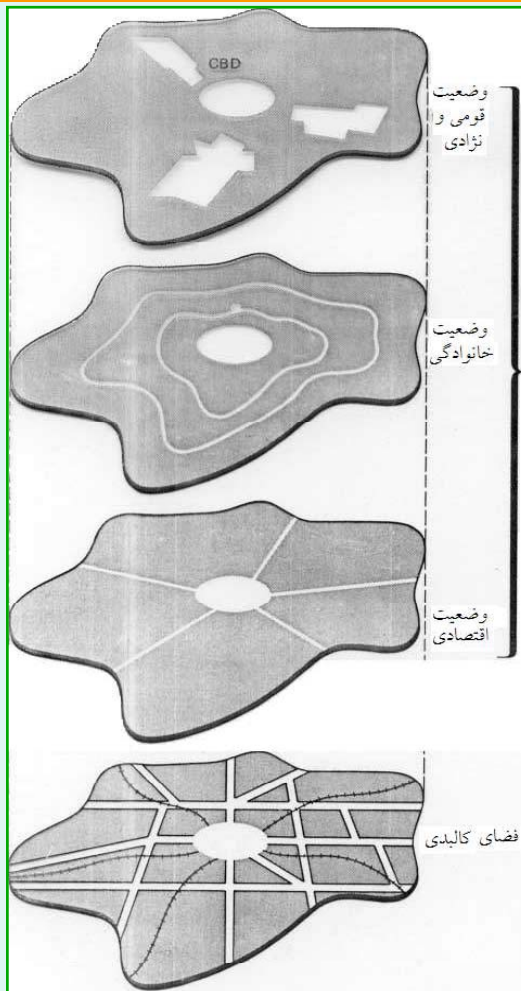 CBD
وضعیت
قومی و
نژادی
وضعیت
خانوادگی
وضعیت
اقتصادی
فضای کالبدی